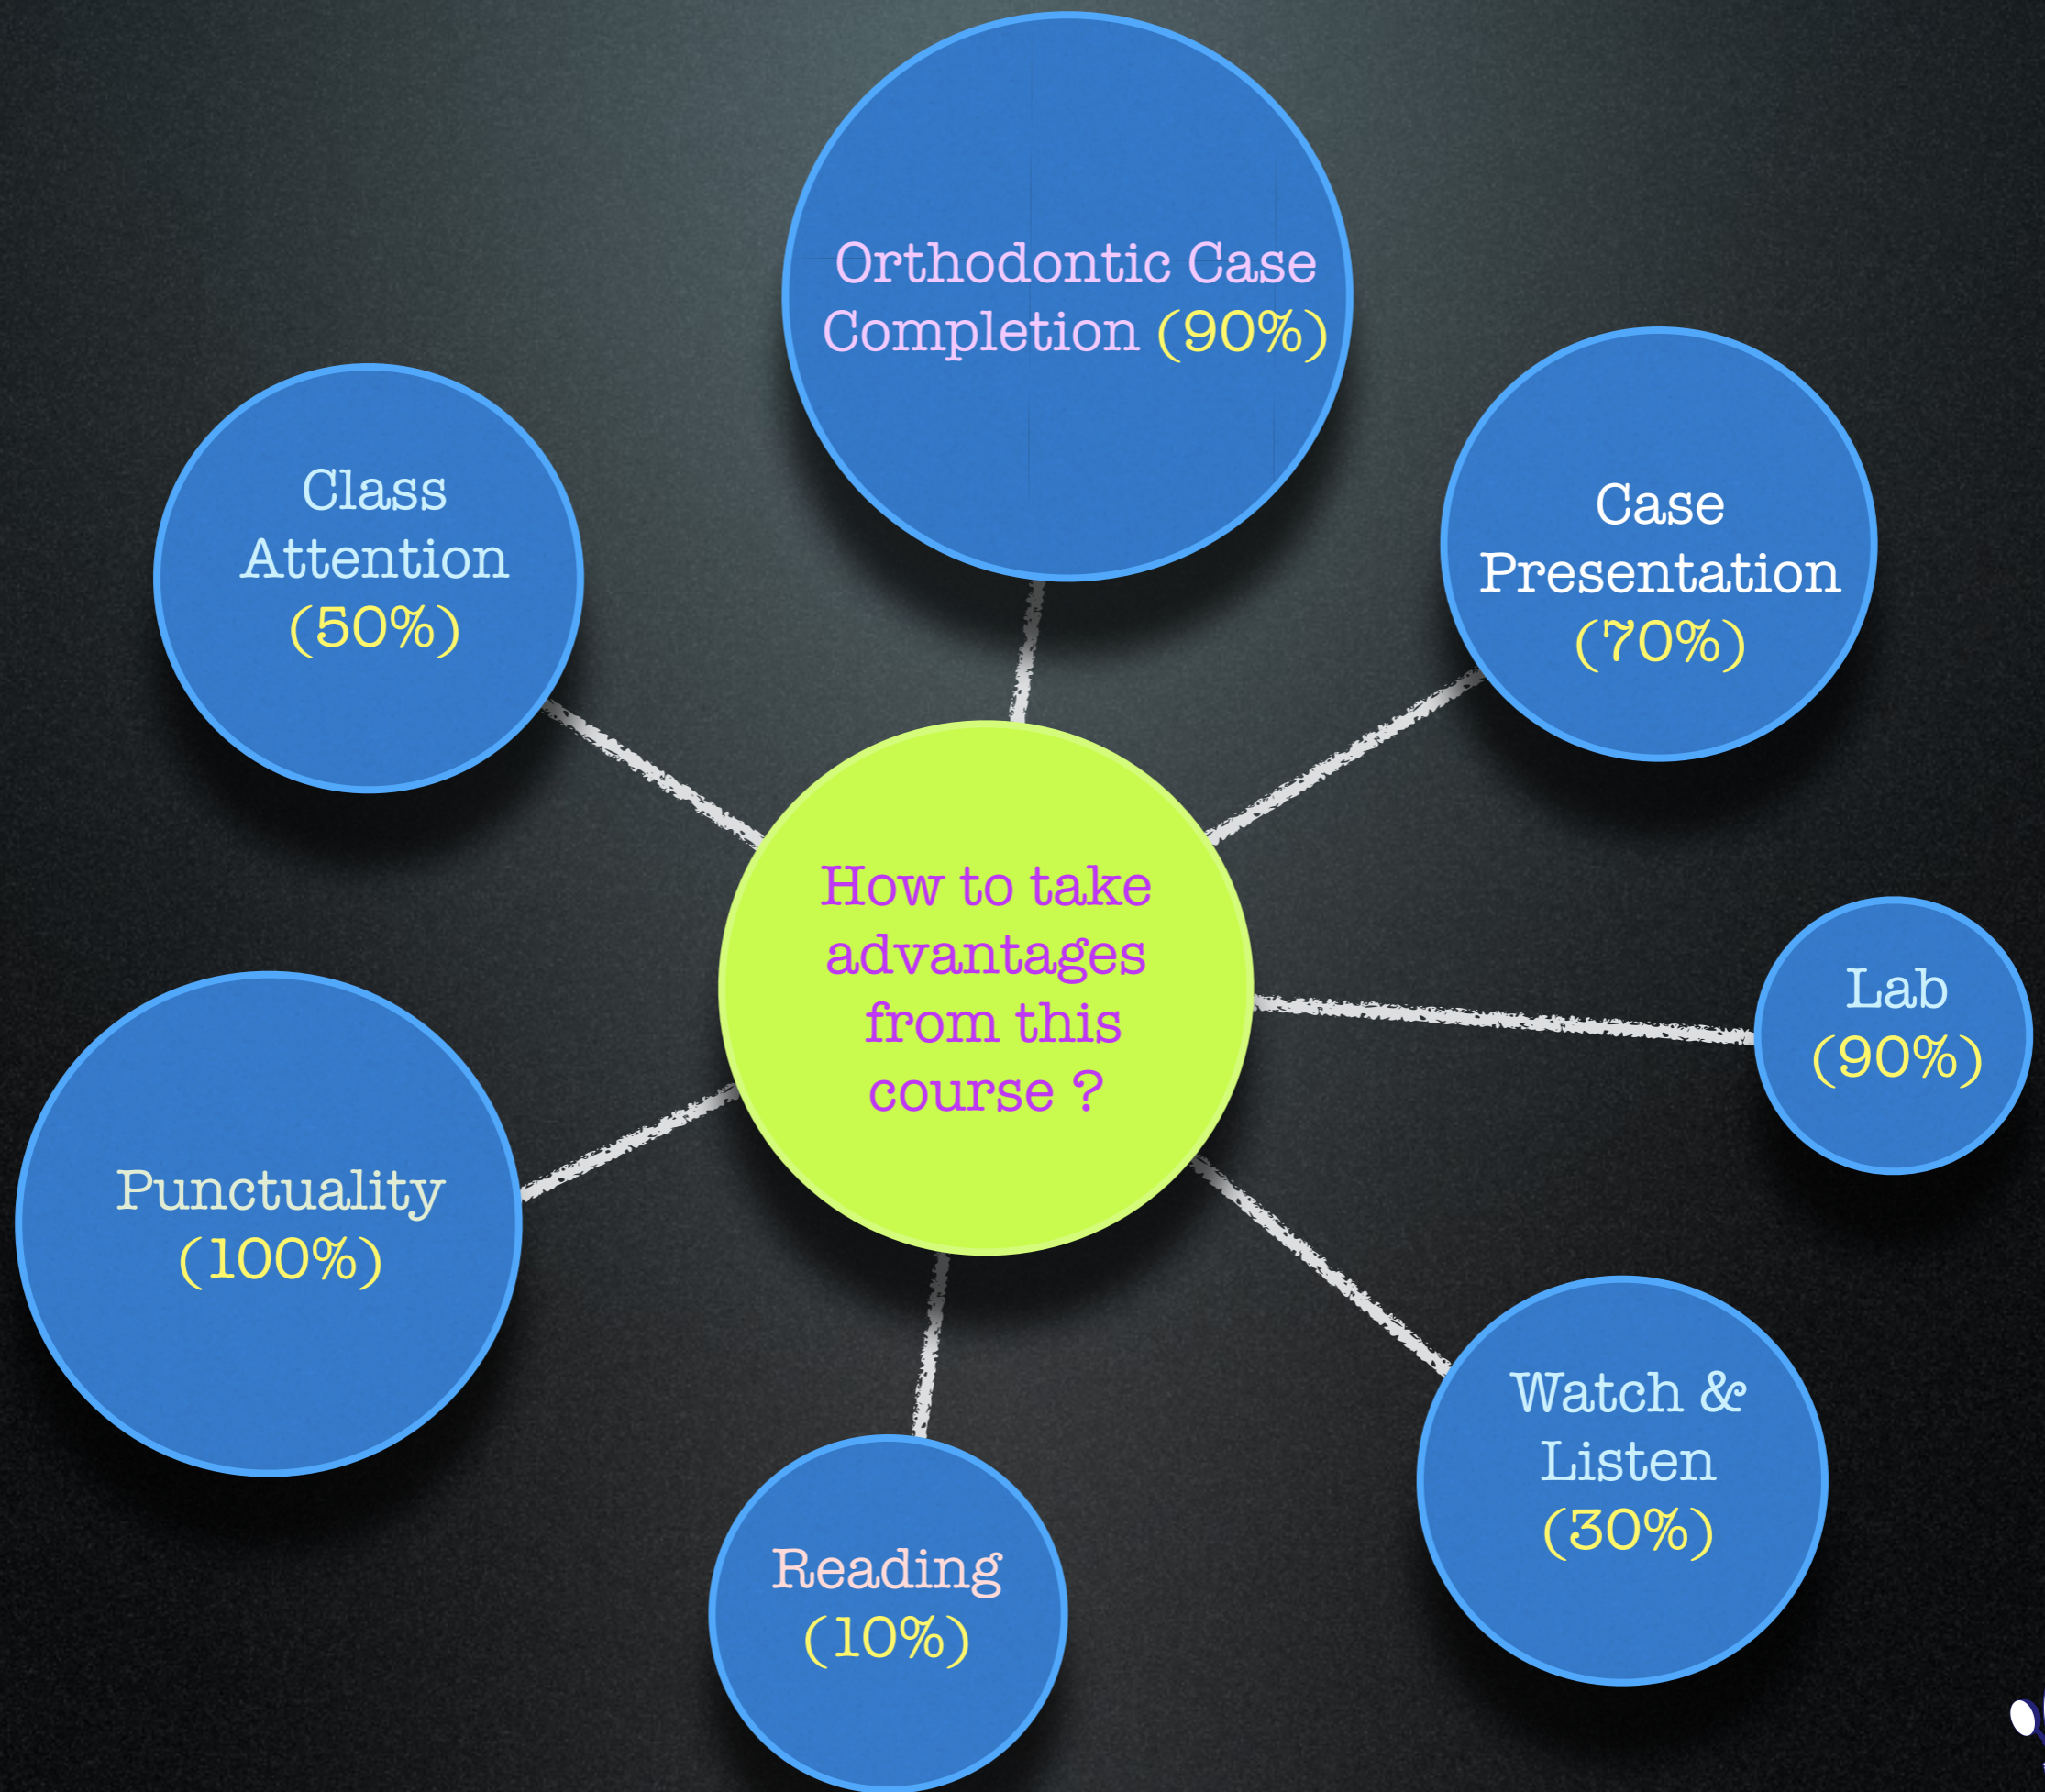 Orthodontic Case
Completion (90%)
Class
Attention
(50%)
Case
Presentation
(70%)
How to take
advantages
from this
course ?
Lab
(90%)
Punctuality
(100%)
Watch &
Listen
(30%)
Reading
(10%)